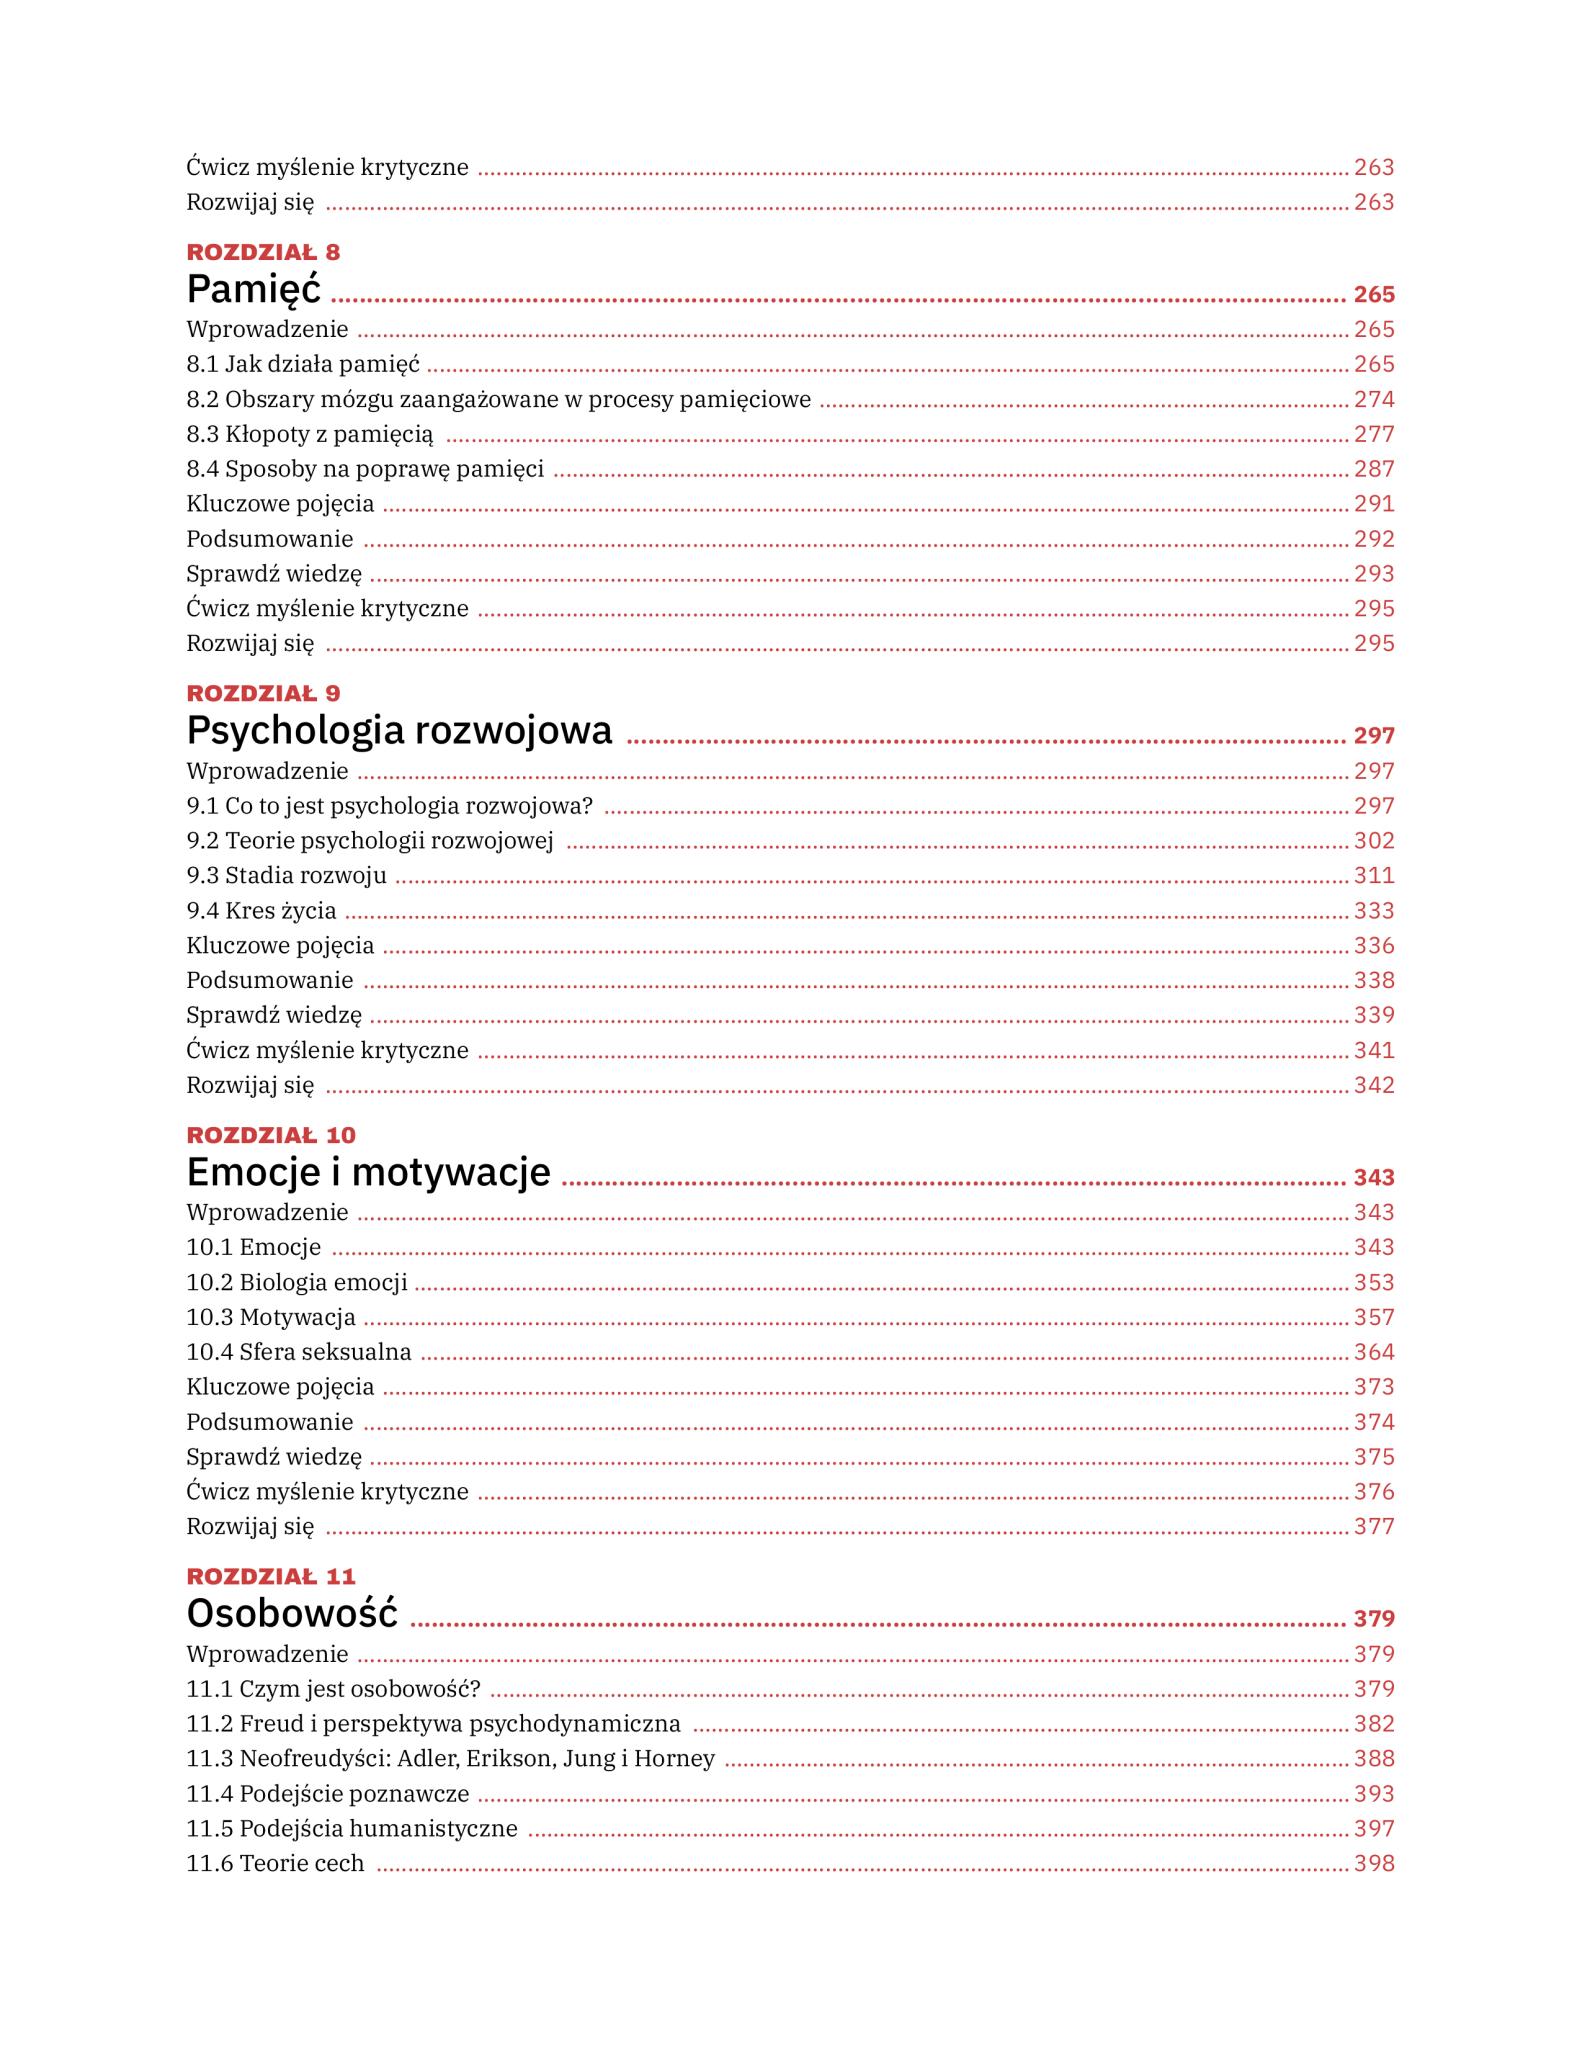 Ćwicz myślenie krytyczne ........ 263
Rozwijaj się ........ 263
ROZDZIAŁ 8
Pamięć ........ 265
Wprowadzenie ........ 265
8.1 Jak działa pamięć ........ 265
8.2 Obszary mózgu zaangażowane w procesy pamięciowe ........ 274
8.3 Kłopoty z pamięcią ........ 277
8.4 Sposoby na poprawę pamięci ........ 287
Kluczowe pojęcia ........ 291
Podsumowanie ........ 292
Sprawdź wiedzę ........ 293
Ćwicz myślenie krytyczne ........ 295
Rozwijaj się ........ 295
ROZDZIAŁ 9
Psychologia rozwojowa ........ 297
Wprowadzenie ........ 297
9.1 Co to jest psychologia rozwojowa? ........ 297
9.2 Teorie psychologii rozwojowej ........ 302
9.3 Stadia rozwoju ........ 311
9.4 Kres życia ........ 333
Kluczowe pojęcia ........ 336
Podsumowanie ........ 338
Sprawdź wiedzę ........ 339
Ćwicz myślenie krytyczne ........ 341
Rozwijaj się ........ 342
ROZDZIAŁ 10
Emocje i motywacje ........ 343
Wprowadzenie ........ 343
10.1 Emocje ........ 343
10.2 Biologia emocji ........ 353
10.3 Motywacja ........ 357
10.4 Sfera seksualna ........ 364
Kluczowe pojęcia ........ 373
Podsumowanie ........ 374
Sprawdź wiedzę ........ 375
Ćwicz myślenie krytyczne ........ 376
Rozwijaj się ........ 377
ROZDZIAŁ 11
Osobowość ........ 379
Wprowadzenie ........ 379
11.1 Czym jest osobowość? ........ 379
11.2 Freud i perspektywa psychodynamiczna ........ 382
11.3 Neofreudyści: Adler, Erikson, Jung i Horney ........ 388
11.4 Podejście poznawcze ........ 393
11.5 Podejścia humanistyczne ........ 397
11.6 Teorie cech ........ 398